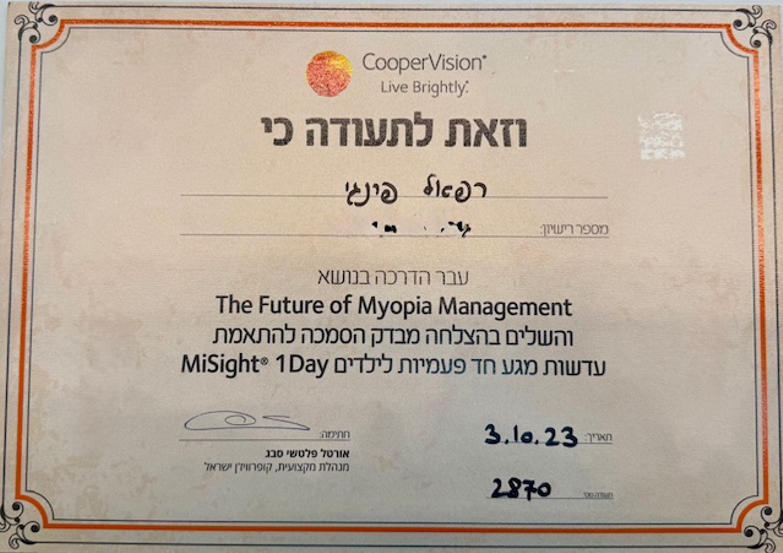 CooperVision®
Live Brightly.®
וזאת לתעודה כי
רפאול פינגי
מספר רישיון:
עבר הדרכה בנושא
The Future of Myopia Management
והשלים בהצלחה מבדק הסמכה להתאמת
עדשות מגע חד פעמיות לילדים MiSight® 1Day
תאריך: 3.10.23
חתימה:
אורטל פלטשי סבג
מנהלת מקצועית, קופרוויז'ן ישראל
2870